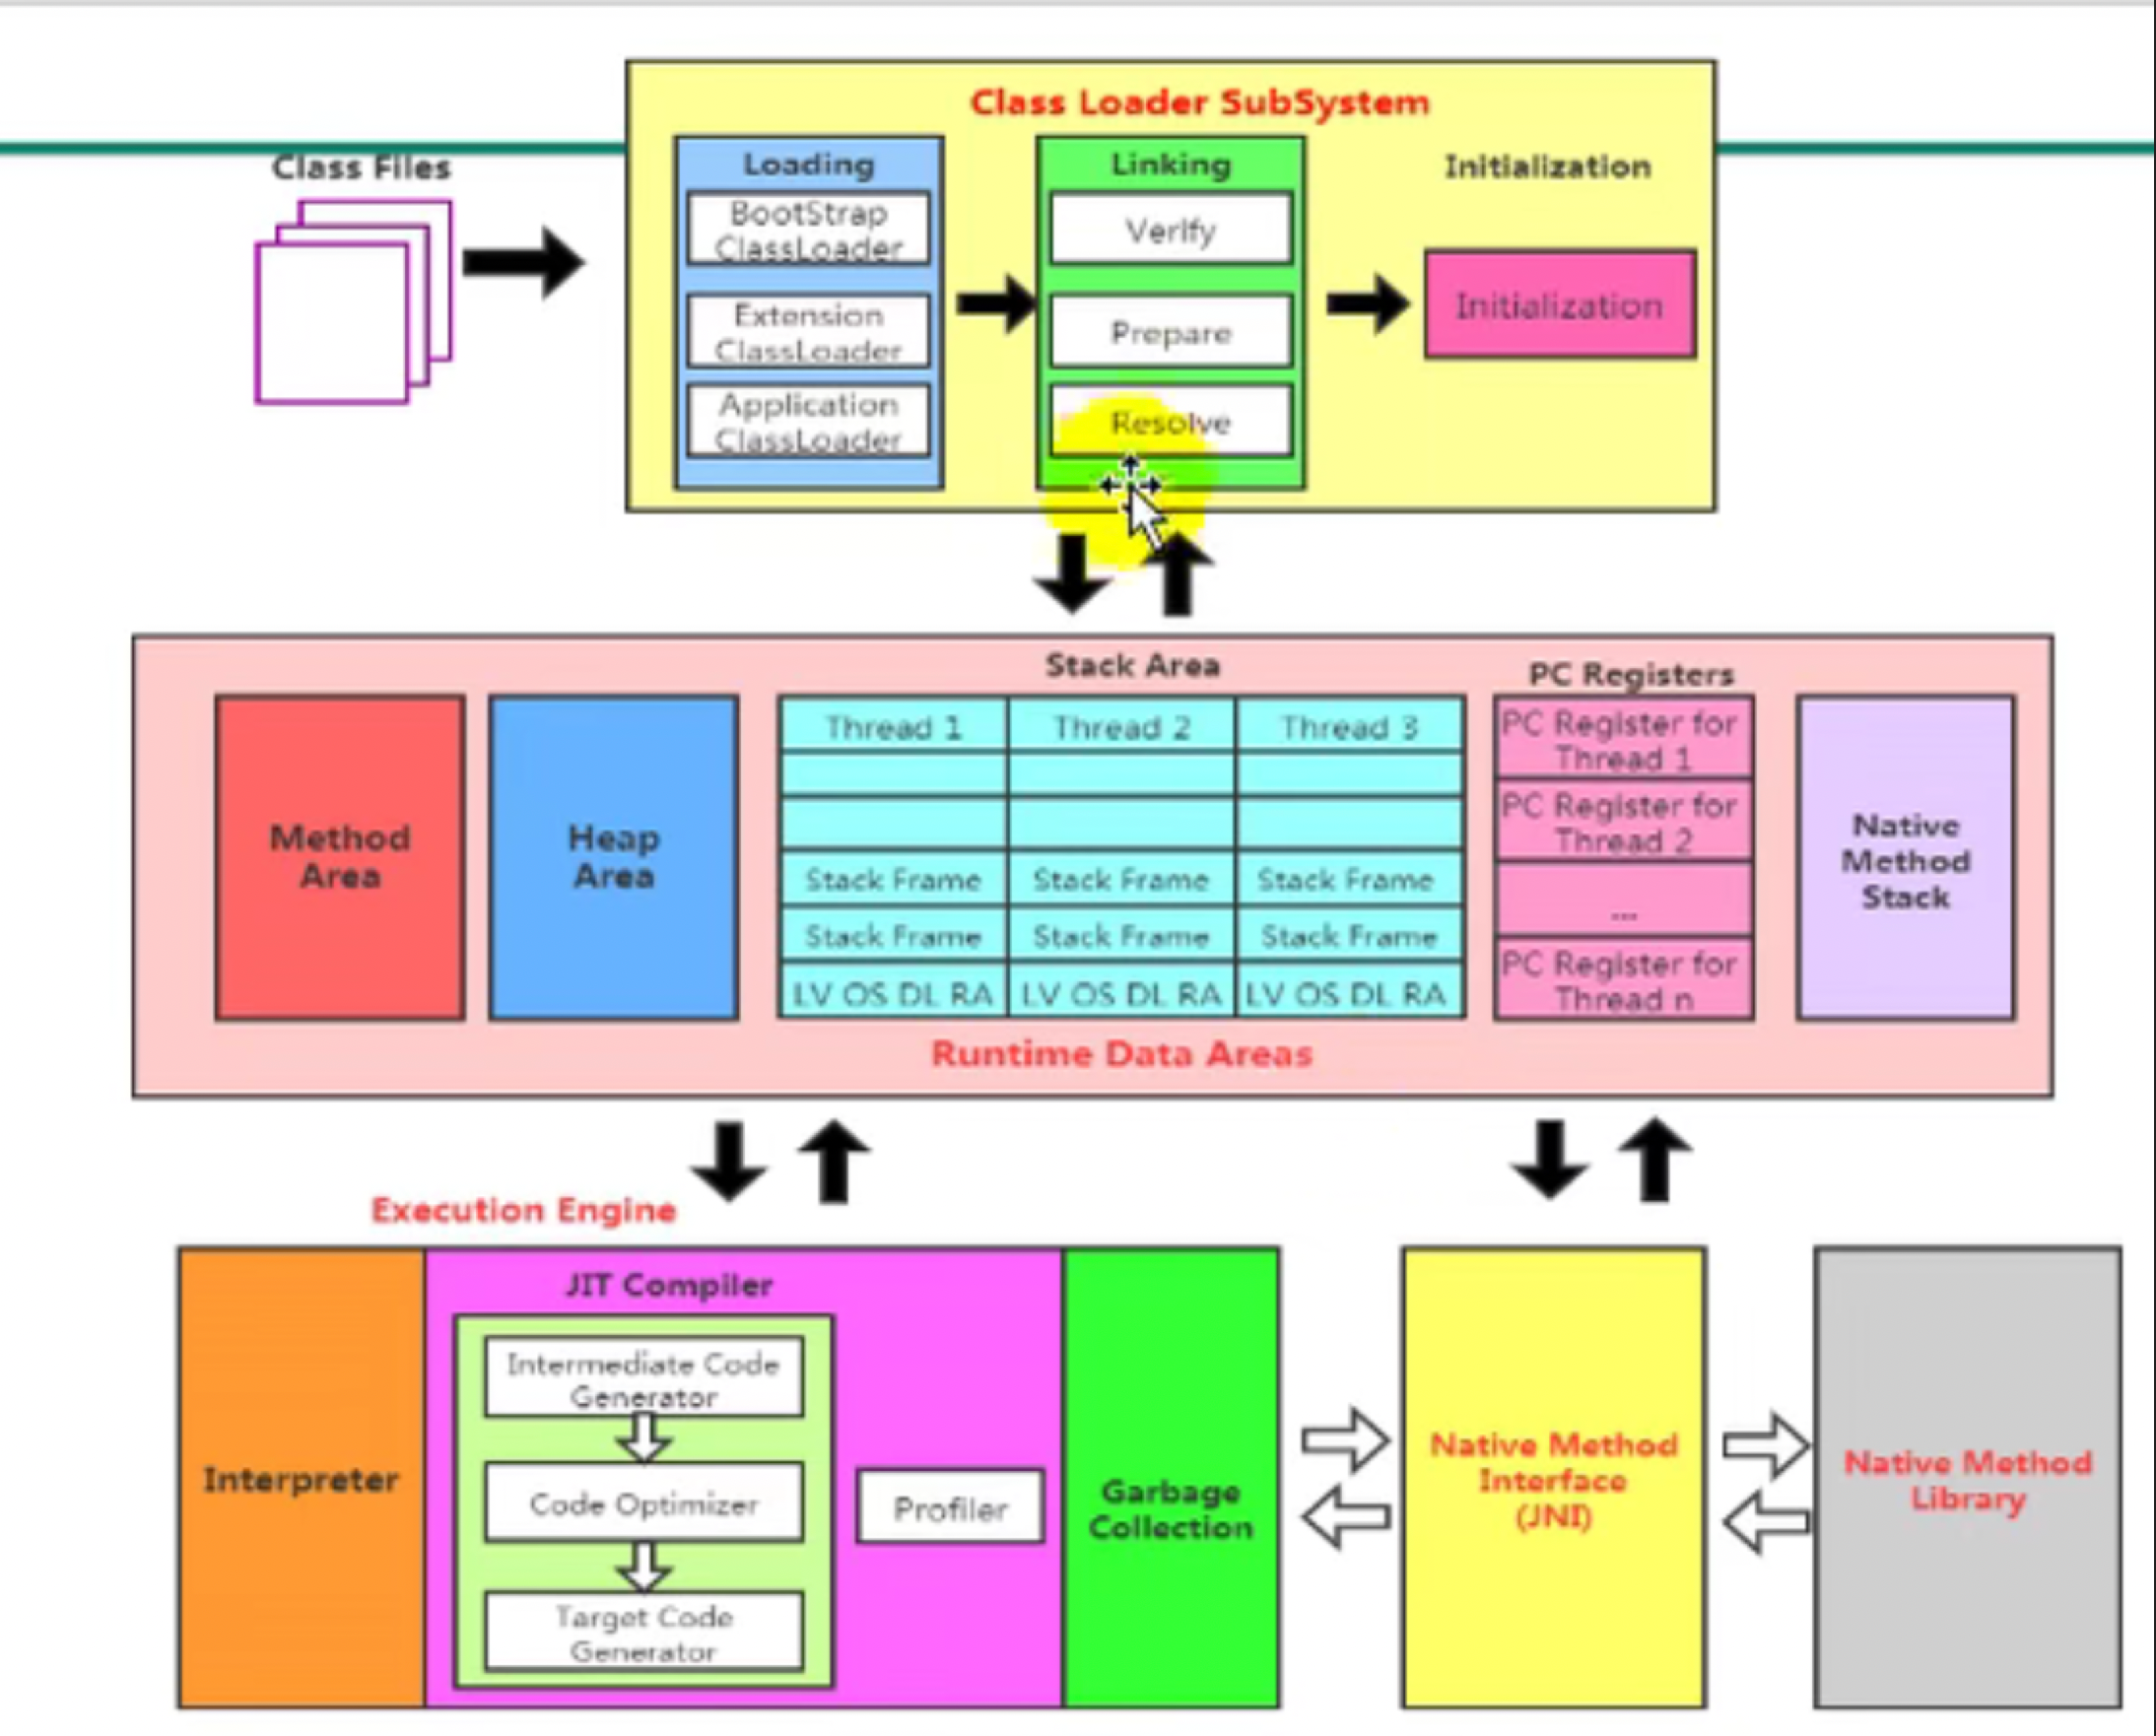 Class Loader SubSystem
Class Files
Loading
BootStrap
ClassLoader
Extension
ClassLoader
Application
ClassLoader
Linking
Verify
Prepare
Resolve
Initialization
Initialization
Method
Area
Heap
Area
Stack Area
Thread 1 Thread 2 Thread 3
Stack Frame Stack Frame Stack Frame
Stack Frame Stack Frame Stack Frame
LV OS DL RA LV OS DL RA LV OS DL RA
PC Registers
PC Register for
Thread 1
PC Register for
Thread 2
...
PC Register for
Thread n
Native
Method
Stack
Runtime Data Areas
Execution Engine
Interpreter
JIT Compiler
Intermediate Code
Generator
Code Optimizer
Target Code
Generator
Profiler
Garbage
Collection
Native Method
Interface
(JNI)
Native Method
Library